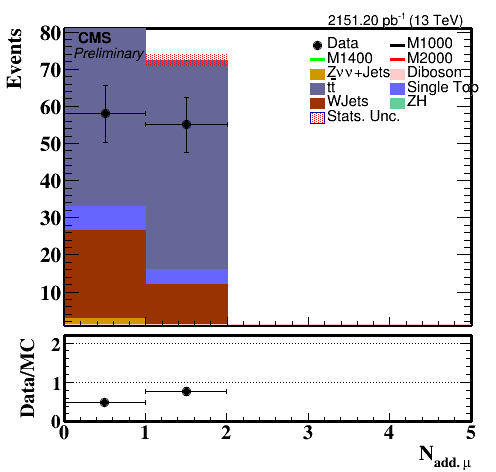 2151.20 pb⁻¹ (13 TeV)
CMS
Preliminary
Data
M1000
M1400
M2000
Zνν+Jets
Diboson
tt̄
Single Top
WJets
ZH
Stats. Unc.
Events
80
70
60
50
40
30
20
10
Data/MC
2
1
0
0 1 2 3 4 5
N_add. μ